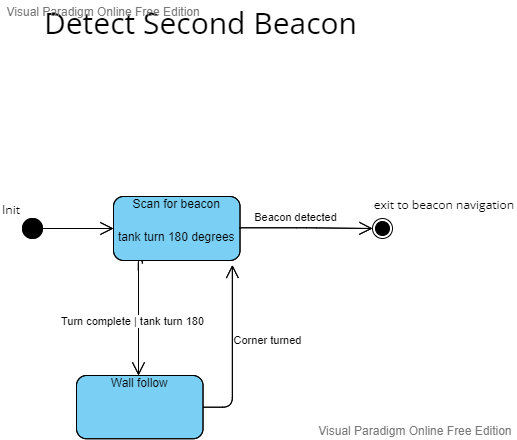 Visual Paradigm Online Free Edition
Detect Second Beacon
Init
Scan for beacon
tank turn 180 degrees
Beacon detected
exit to beacon navigation
Turn complete | tank turn 180
Corner turned
Wall follow
Visual Paradigm Online Free Edition